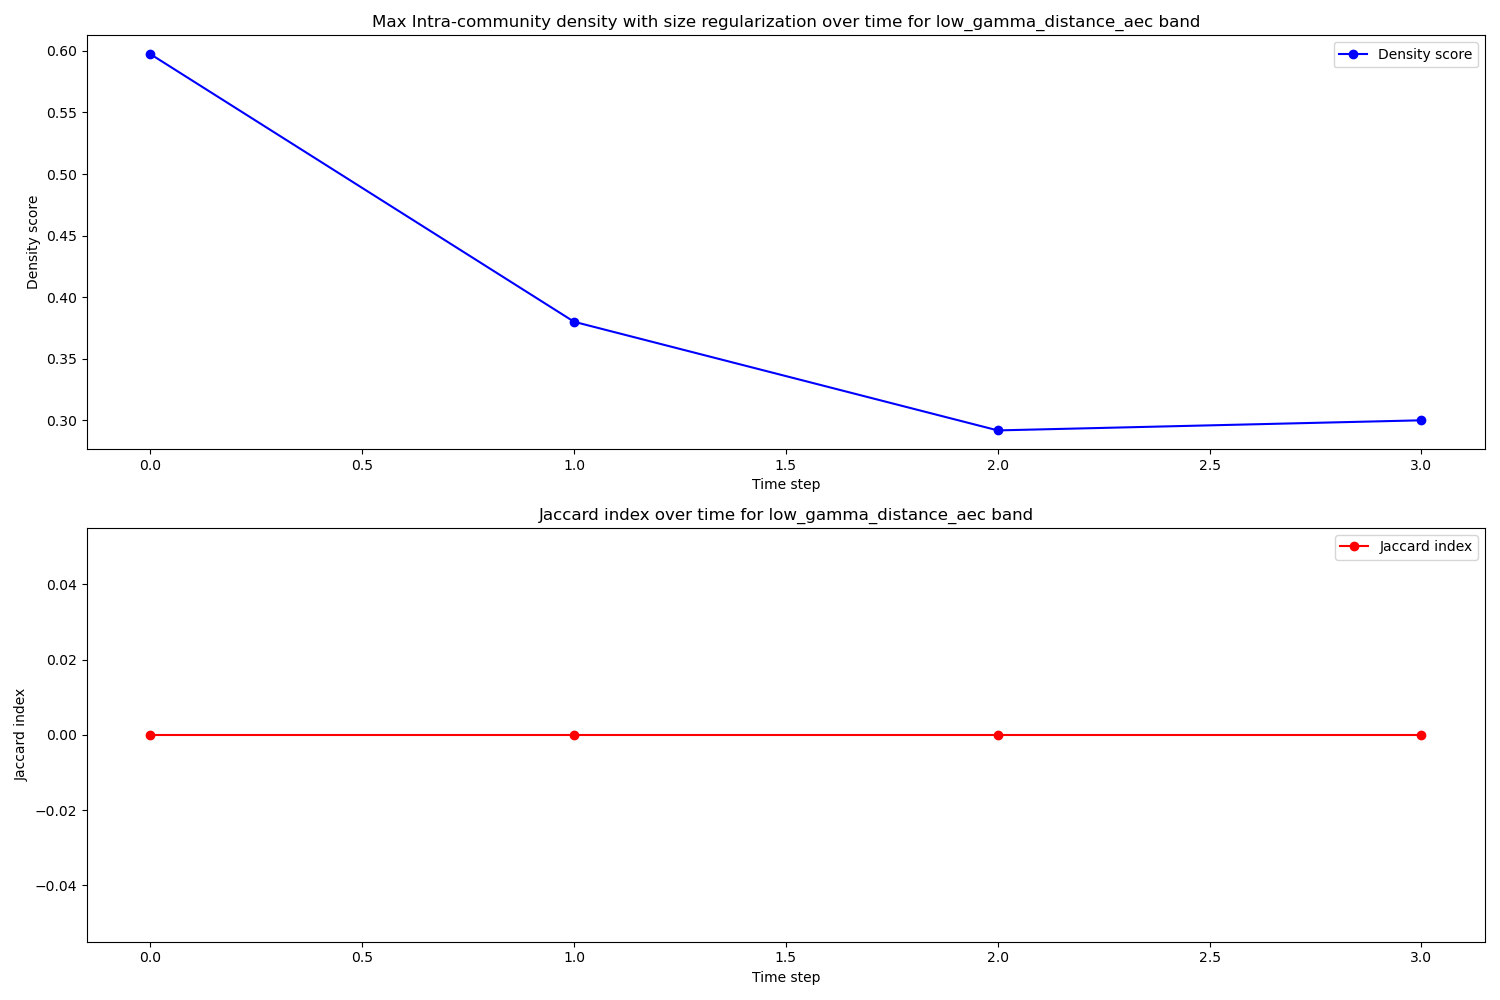 Max Intra-community density with size regularization over time for low_gamma_distance_aec band
Density score
0.60
0.55
0.50
0.45
0.40
0.35
0.30
Density score
0.0 0.5 1.0 1.5 2.0 2.5 3.0
Time step
Jaccard index over time for low_gamma_distance_aec band
Jaccard index
0.04
0.02
0.00
−0.02
−0.04
Jaccard index
0.0 0.5 1.0 1.5 2.0 2.5 3.0
Time step